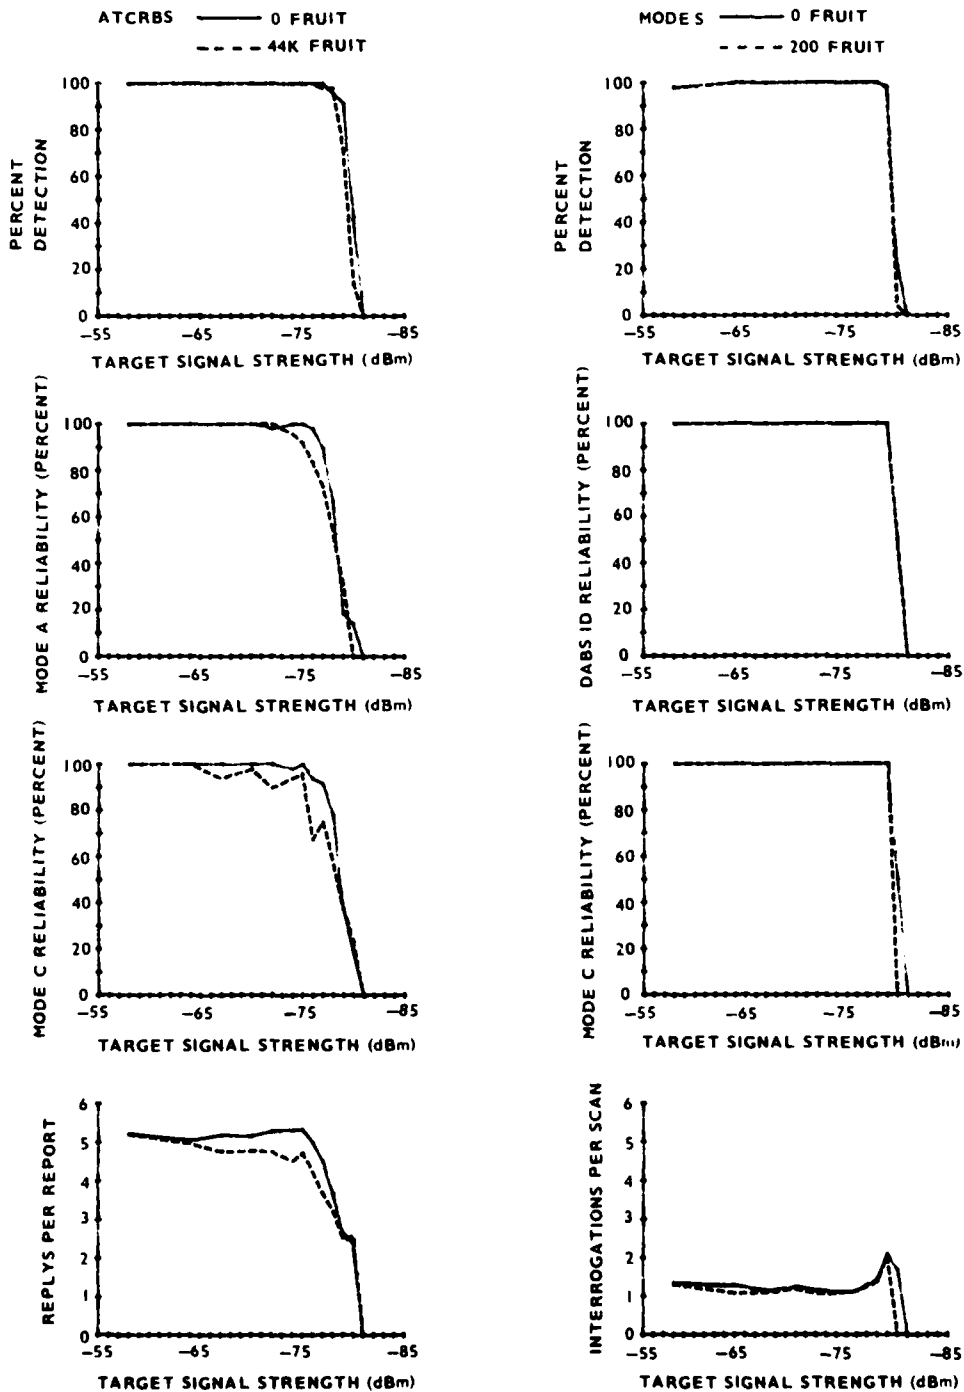 ATCRBS 0 FRUIT
44K FRUIT
MODE S 0 FRUIT
200 FRUIT
PERCENT
DETECTION
100
80
60
40
20
0
-55 -65 -75 -85
TARGET SIGNAL STRENGTH (dBm)
PERCENT
DETECTION
100
80
60
40
20
0
-55 -65 -75 -85
TARGET SIGNAL STRENGTH (dBm)
MODE A RELIABILITY (PERCENT)
100
80
60
40
20
0
-55 -65 -75 -85
TARGET SIGNAL STRENGTH (dBm)
DABS ID RELIABILITY (PERCENT)
100
80
60
40
20
0
-55 -65 -75 -85
TARGET SIGNAL STRENGTH (dBm)
MODE C RELIABILITY (PERCENT)
100
80
60
40
20
0
-55 -65 -75 -85
TARGET SIGNAL STRENGTH (dBm)
MODE C RELIABILITY (PERCENT)
100
80
60
40
20
0
-55 -65 -75 -85
TARGET SIGNAL STRENGTH (dBm)
REPLYS PER REPORT
6
5
4
3
2
1
0
-55 -65 -75 -85
TARGET SIGNAL STRENGTH (dBm)
INTERROGATIONS PER SCAN
6
5
4
3
2
1
0
-55 -65 -75 -85
TARGET SIGNAL STRENGTH (dBm)